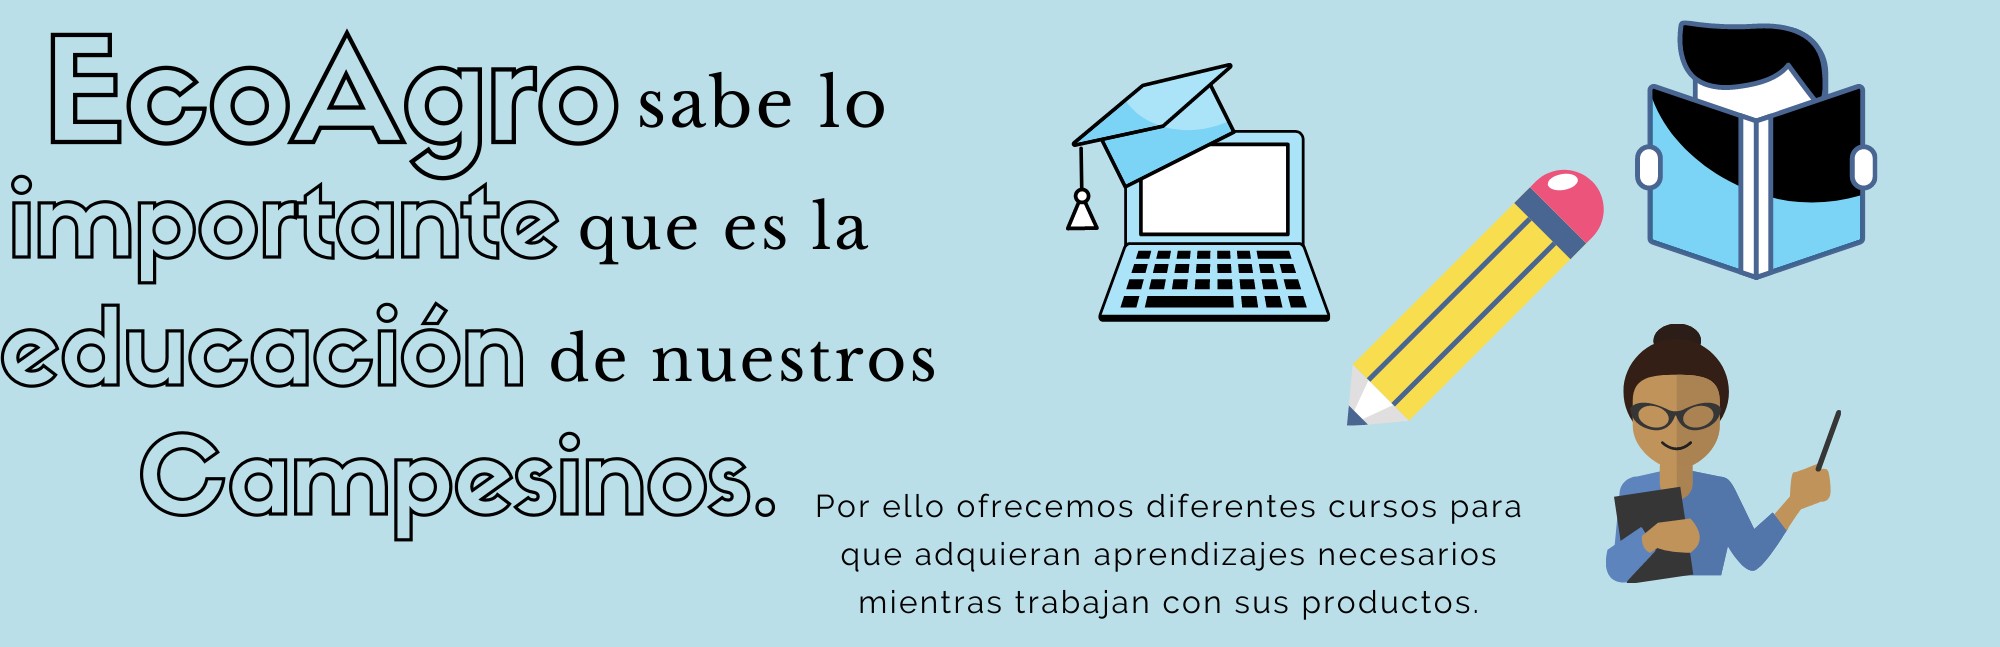 EcoAgro sabe lo
importante que es la
educación de nuestros
Campesinos.
Por ello ofrecemos diferentes cursos para
que adquieran aprendizajes necesarios
mientras trabajan con sus productos.